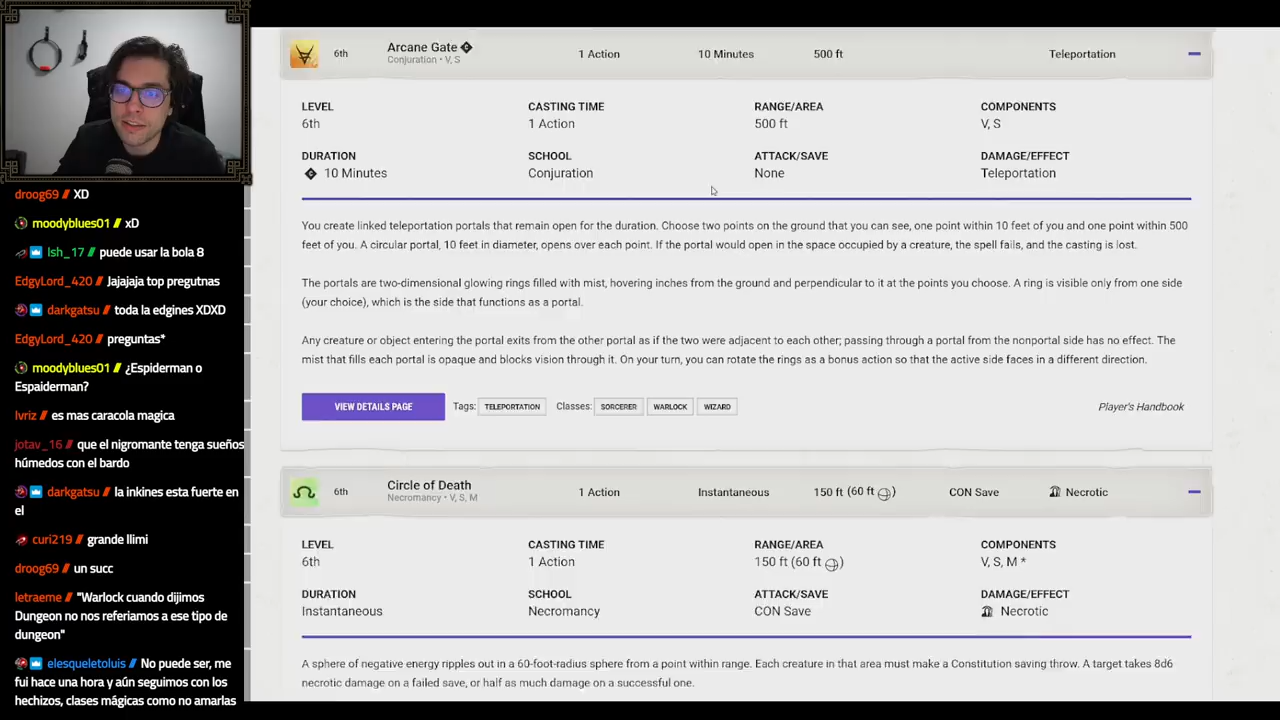 droog69 // XD
moodyblues01 // xD
lsh_17 // puede usar la bola 8
EdgyLord_420 // Jajajaja top pregutnas
darkgatsu // toda la edgines XDXD
EdgyLord_420 // preguntas*
moodyblues01 // ¿Espiderman o
Espaiderman?
lvriz // es mas caracola magica
jotav_16 // que el nigromante tenga sueños
húmedos con el bardo
darkgatsu // la inkines esta fuerte en
el
curi219 // grande llimi
droog69 // un succ
letraeme // "Warlock cuando dijimos
Dungeon no nos referiamos a ese tipo de
dungeon"
elesqueletoluis // No puede ser, me
fui hace una hora y aún seguimos con los
hechizos, clases mágicas como no amarlas
6th Arcane Gate 1 Action 10 Minutes 500 ft Teleportation
Conjuration • V, S
LEVEL CASTING TIME RANGE/AREA COMPONENTS
6th 1 Action 500 ft V, S
DURATION SCHOOL ATTACK/SAVE DAMAGE/EFFECT
10 Minutes Conjuration None Teleportation
You create linked teleportation portals that remain open for the duration. Choose two points on the ground that you can see, one point within 10 feet of you and one point within 500
feet of you. A circular portal, 10 feet in diameter, opens over each point. If the portal would open in the space occupied by a creature, the spell fails, and the casting is lost.
The portals are two-dimensional glowing rings filled with mist, hovering inches from the ground and perpendicular to it at the points you choose. A ring is visible only from one side
(your choice), which is the side that functions as a portal.
Any creature or object entering the portal exits from the other portal as if the two were adjacent to each other; passing through a portal from the nonportal side has no effect. The
mist that fills each portal is opaque and blocks vision through it. On your turn, you can rotate the rings as a bonus action so that the active side faces in a different direction.
VIEW DETAILS PAGE Tags: TELEPORTATION Classes: SORCERER WARLOCK WIZARD Player's Handbook
6th Circle of Death 1 Action Instantaneous 150 ft (60 ft ) CON Save Necrotic
Necromancy • V, S, M
LEVEL CASTING TIME RANGE/AREA COMPONENTS
6th 1 Action 150 ft (60 ft ) V, S, M *
DURATION SCHOOL ATTACK/SAVE DAMAGE/EFFECT
Instantaneous Necromancy CON Save Necrotic
A sphere of negative energy ripples out in a 60-foot-radius sphere from a point within range. Each creature in that area must make a Constitution saving throw. A target takes 8d6
necrotic damage on a failed save, or half as much damage on a successful one.